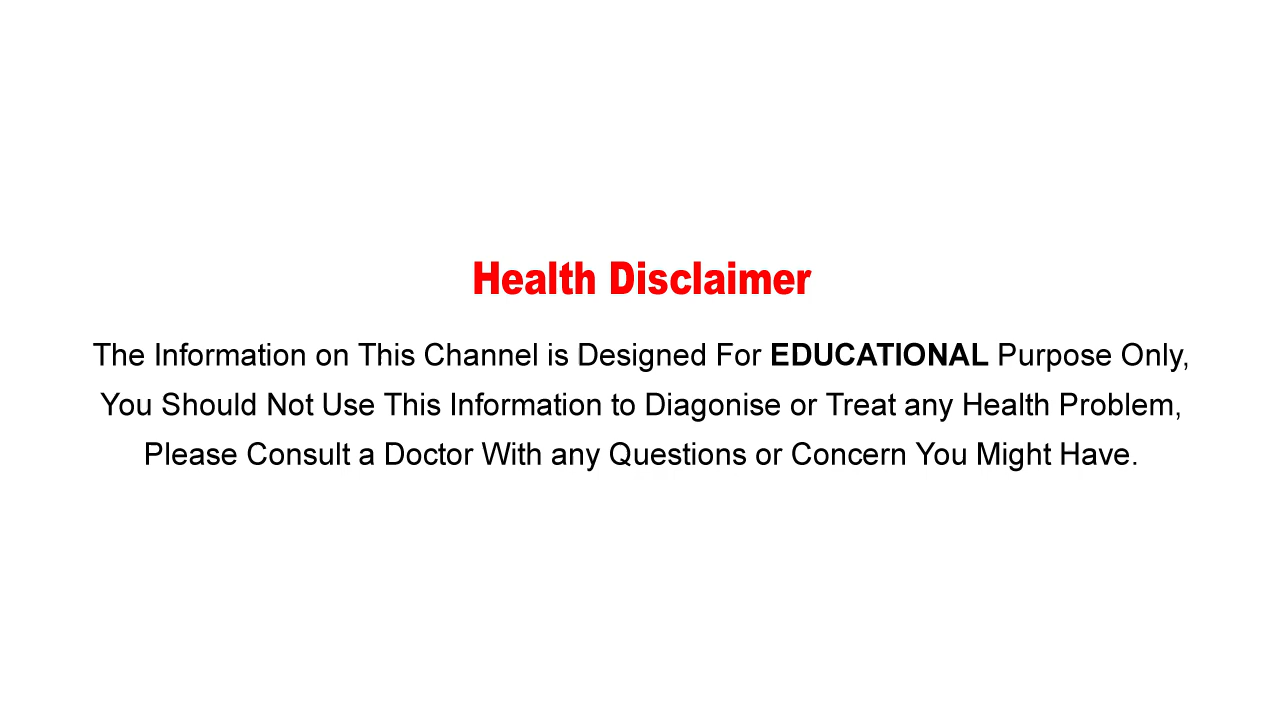 Health Disclaimer
The Information on This Channel is Designed For EDUCATIONAL Purpose Only,
You Should Not Use This Information to Diagonise or Treat any Health Problem,
Please Consult a Doctor With any Questions or Concern You Might Have.